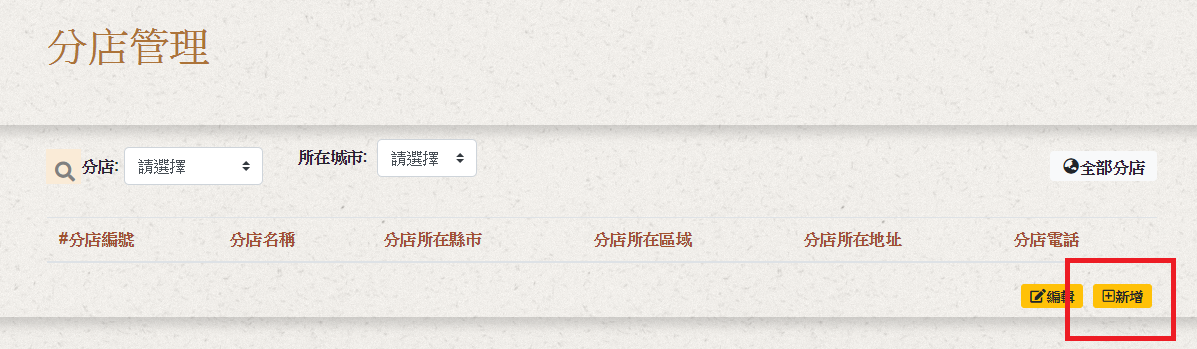 分店管理
分店: 請選擇 所在城市: 請選擇 全部分店
#分店編號 分店名稱 分店所在縣市 分店所在區域 分店所在地址 分店電話
編輯 新增